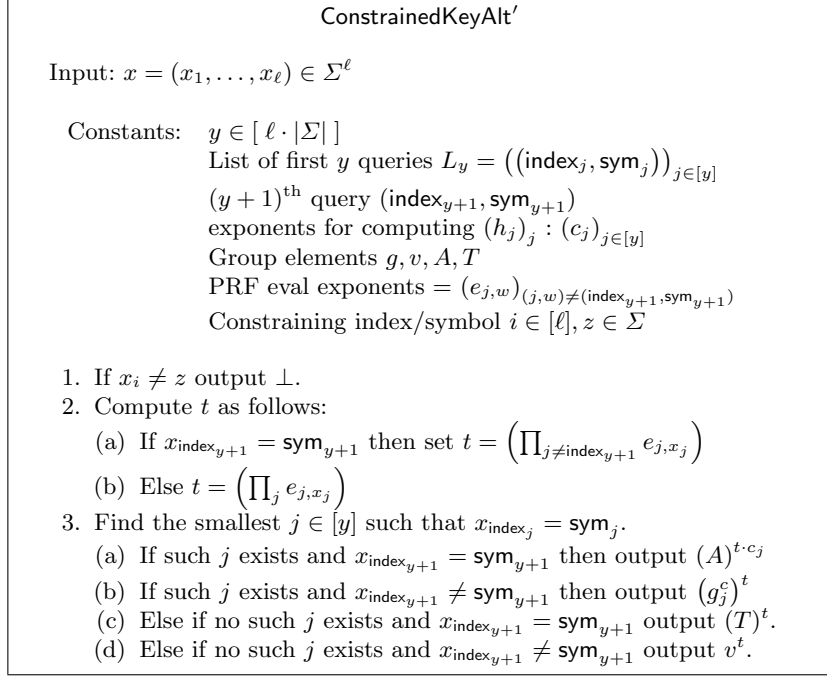 ConstrainedKeyAlt′
Input: x = (x₁, . . . , x_ℓ) ∈ Σ^ℓ
Constants: y ∈ [ ℓ · |Σ| ]
List of first y queries L_y = ((index_j, sym_j))_{j∈[y]}
(y + 1)^th query (index_{y+1}, sym_{y+1})
exponents for computing (h_j)_j : (c_j)_{j∈[y]}
Group elements g, v, A, T
PRF eval exponents = (e_{j,w})_{(j,w)≠(index_{y+1},sym_{y+1})}
Constraining index/symbol i ∈ [ℓ], z ∈ Σ
1. If x_i ≠ z output ⊥.
2. Compute t as follows:
(a) If x_{index_{y+1}} = sym_{y+1} then set t = (∏_{j≠index_{y+1}} e_{j,x_j})
(b) Else t = (∏_j e_{j,x_j})
3. Find the smallest j ∈ [y] such that x_{index_j} = sym_j.
(a) If such j exists and x_{index_{y+1}} = sym_{y+1} then output (A)^{t·c_j}
(b) If such j exists and x_{index_{y+1}} ≠ sym_{y+1} then output (g_j^c)^t
(c) Else if no such j exists and x_{index_{y+1}} = sym_{y+1} output (T)^t.
(d) Else if no such j exists and x_{index_{y+1}} ≠ sym_{y+1} output v^t.